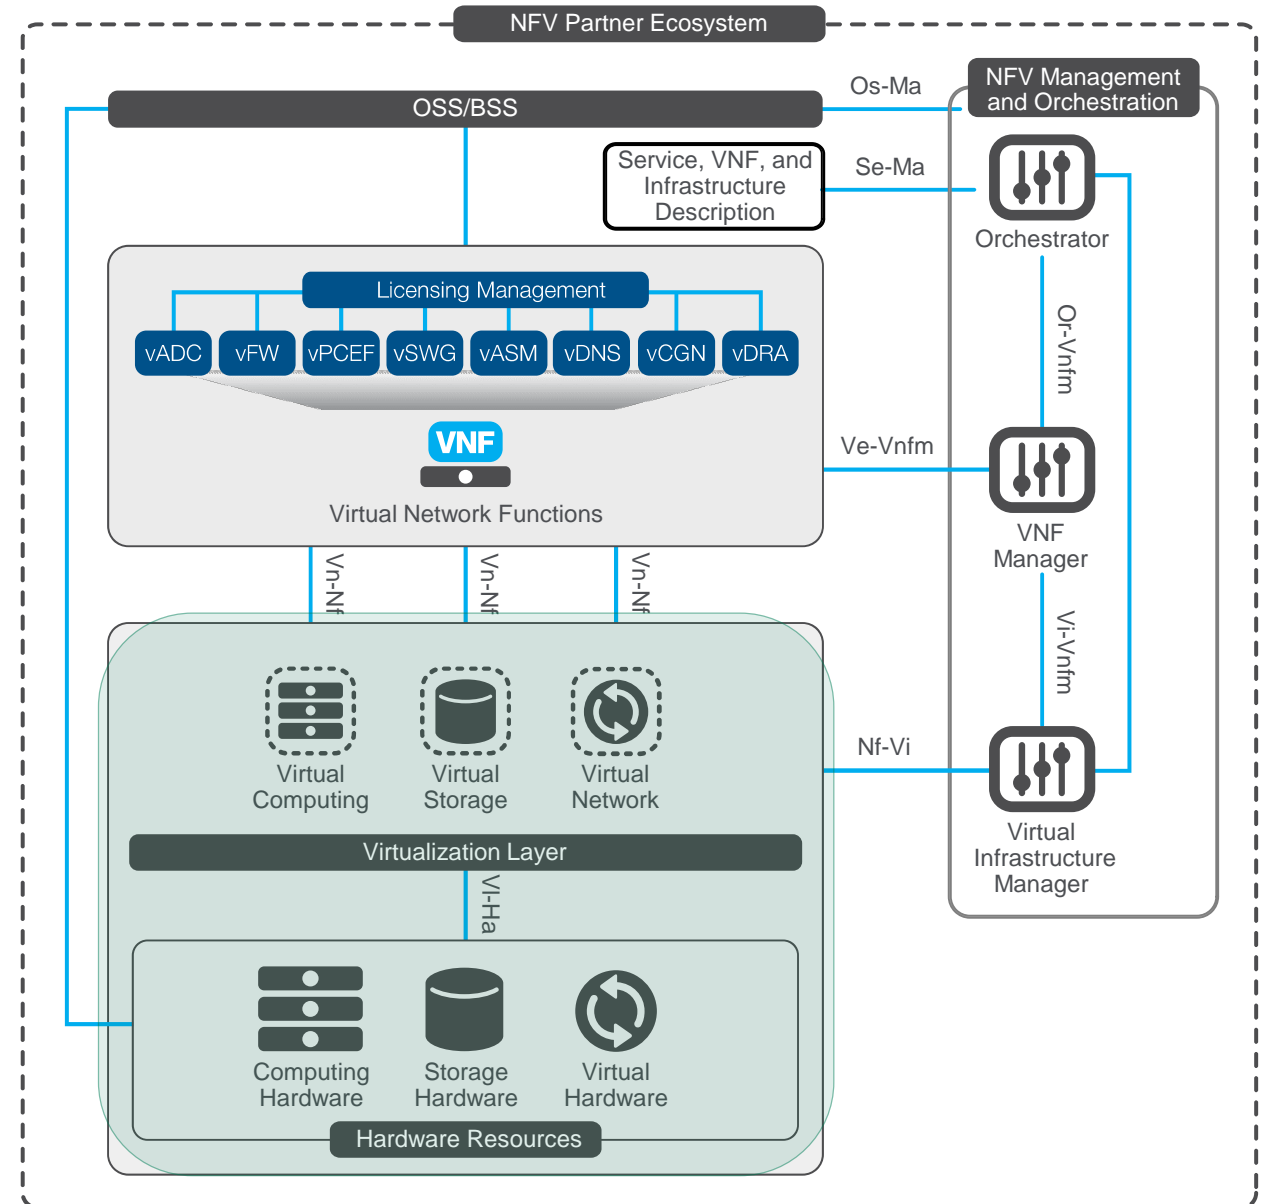 NFV Partner Ecosystem
OSS/BSS
Os-Ma
NFV Management
and Orchestration
Service, VNF, and
Infrastructure
Description
Se-Ma
Orchestrator
Licensing Management
vADC
vFW
vPCEF
vSWG
vASM
vDNS
vCGN
vDRA
Or-Vnfm
VNF
Virtual Network Functions
Ve-Vnfm
VNF
Manager
Vn-Nf
Vn-Nf
Vn-Nf
Vi-Vnfm
Virtual
Computing
Virtual
Storage
Virtual
Network
Nf-Vi
Virtual
Infrastructure
Manager
Virtualization Layer
VI-Ha
Computing
Hardware
Storage
Hardware
Virtual
Hardware
Hardware Resources